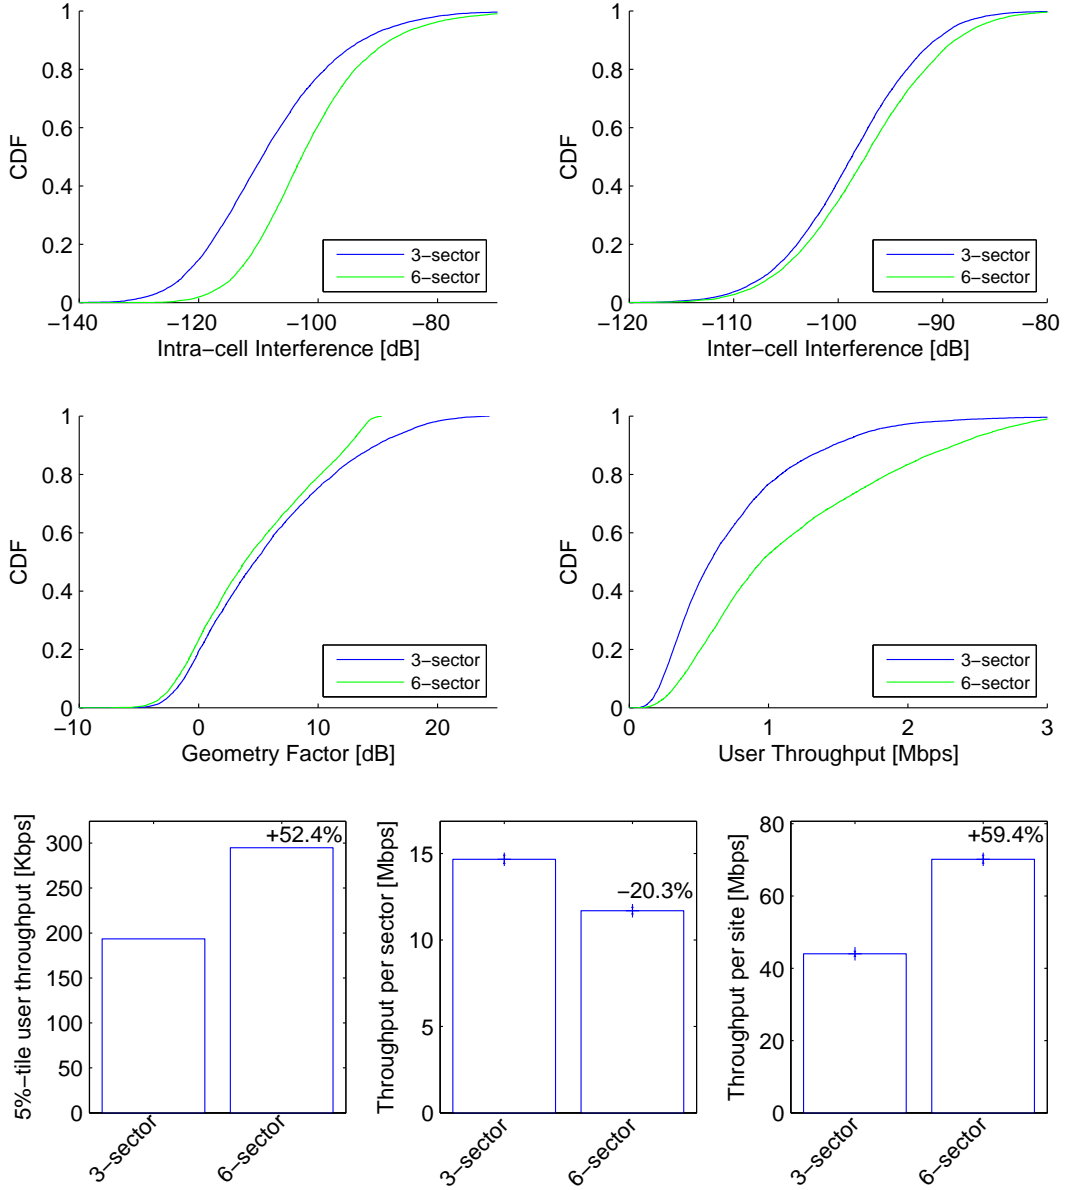 1
0.8
0.6
0.4
0.2
0
CDF
−140
−120
−100
−80
Intra−cell Interference [dB]
3−sector
6−sector
1
0.8
0.6
0.4
0.2
0
CDF
−120
−110
−100
−90
−80
Inter−cell Interference [dB]
3−sector
6−sector
1
0.8
0.6
0.4
0.2
0
CDF
−10
0
10
20
Geometry Factor [dB]
3−sector
6−sector
1
0.8
0.6
0.4
0.2
0
CDF
0
1
2
3
User Throughput [Mbps]
3−sector
6−sector
300
250
200
150
100
50
0
5%−tile user throughput [Kbps]
+52.4%
3−sector
6−sector
15
10
5
0
Throughput per sector [Mbps]
−20.3%
3−sector
6−sector
80
60
40
20
0
Throughput per site [Mbps]
+59.4%
3−sector
6−sector